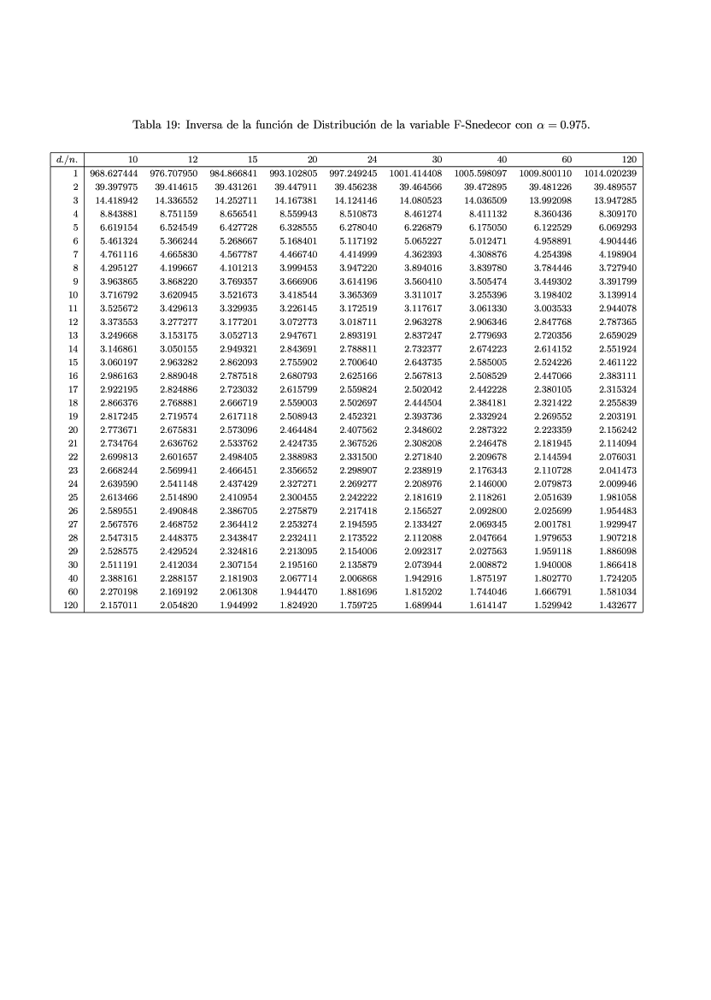 Tabla 19: Inversa de la función de Distribución de la variable F-Snedecor con α = 0.975.
d./n. 10 12 15 20 24 30 40 60 120
1 968.627444 976.707950 984.866841 993.102805 997.249245 1001.414408 1005.598097 1009.800110 1014.020239
2 39.397975 39.414615 39.431261 39.447911 39.456238 39.464566 39.472895 39.481226 39.489557
3 14.418942 14.336552 14.252711 14.167381 14.124146 14.080523 14.036509 13.992098 13.947285
4 8.843881 8.751159 8.656541 8.559943 8.510873 8.461274 8.411132 8.360436 8.309170
5 6.619154 6.524549 6.427728 6.328555 6.278040 6.226879 6.175050 6.122529 6.069293
6 5.461324 5.366244 5.268667 5.168401 5.117192 5.065227 5.012471 4.958891 4.904446
7 4.761116 4.665830 4.567787 4.466740 4.414999 4.362393 4.308876 4.254398 4.198904
8 4.295127 4.199667 4.101213 3.999453 3.947220 3.894016 3.839780 3.784446 3.727940
9 3.963865 3.868220 3.769357 3.666906 3.614196 3.560410 3.505474 3.449302 3.391799
10 3.716792 3.620945 3.521673 3.418544 3.365369 3.311017 3.255396 3.198402 3.139914
11 3.525672 3.429613 3.329935 3.226145 3.172519 3.117617 3.061330 3.003533 2.944078
12 3.373553 3.277277 3.177201 3.072773 3.018711 2.963278 2.906346 2.847768 2.787365
13 3.249668 3.153175 3.052713 2.947671 2.893191 2.837247 2.779693 2.720356 2.659029
14 3.146861 3.050155 2.949321 2.843691 2.788811 2.732377 2.674223 2.614152 2.551924
15 3.060197 2.963282 2.862093 2.755902 2.700640 2.643735 2.585005 2.524226 2.461122
16 2.986163 2.889048 2.787518 2.680793 2.625166 2.567813 2.508529 2.447066 2.383111
17 2.922195 2.824886 2.723032 2.615799 2.559824 2.502042 2.442228 2.380105 2.315324
18 2.866376 2.768881 2.666719 2.559003 2.502697 2.444504 2.384181 2.321422 2.255839
19 2.817245 2.719574 2.617118 2.508943 2.452321 2.393736 2.332924 2.269552 2.203191
20 2.773671 2.675831 2.573096 2.464484 2.407562 2.348602 2.287322 2.223359 2.156242
21 2.734764 2.636762 2.533762 2.424735 2.367526 2.308208 2.246478 2.181945 2.114094
22 2.699813 2.601657 2.498405 2.388983 2.331500 2.271840 2.209678 2.144594 2.076031
23 2.668244 2.569941 2.466451 2.356652 2.298907 2.238919 2.176343 2.110728 2.041473
24 2.639590 2.541148 2.437429 2.327271 2.269277 2.208976 2.146000 2.079873 2.009946
25 2.613466 2.514890 2.410954 2.300455 2.242222 2.181619 2.118261 2.051639 1.981058
26 2.589551 2.490848 2.386705 2.275879 2.217418 2.156527 2.092800 2.025699 1.954483
27 2.567576 2.468752 2.364412 2.253274 2.194595 2.133427 2.069345 2.001781 1.929947
28 2.547315 2.448375 2.343847 2.232411 2.173522 2.112088 2.047664 1.979653 1.907218
29 2.528575 2.429524 2.324816 2.213095 2.154006 2.092317 2.027563 1.959118 1.886098
30 2.511191 2.412034 2.307154 2.195160 2.135879 2.073944 2.008872 1.940008 1.866418
40 2.388161 2.288157 2.181903 2.067714 2.006868 1.942916 1.875197 1.802770 1.724205
60 2.270198 2.169192 2.061308 1.944470 1.881696 1.815202 1.744046 1.666791 1.581034
120 2.157011 2.054820 1.944992 1.824920 1.759725 1.689944 1.614147 1.529942 1.432677